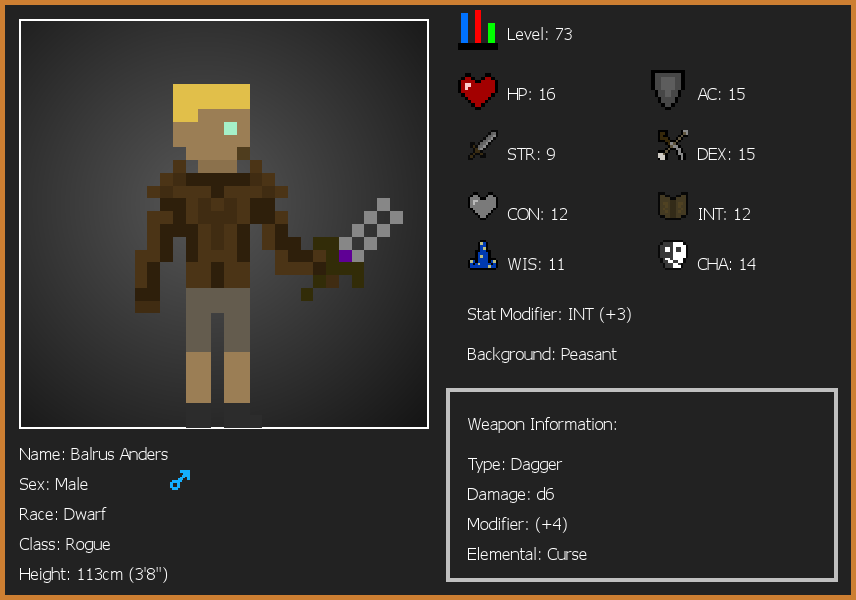 Level: 73
HP: 16
AC: 15
STR: 9
DEX: 15
CON: 12
INT: 12
WIS: 11
CHA: 14
Stat Modifier: INT (+3)
Background: Peasant
Weapon Information:
Type: Dagger
Damage: d6
Modifier: (+4)
Elemental: Curse
Name: Balrus Anders
Sex: Male
Race: Dwarf
Class: Rogue
Height: 113cm (3'8")